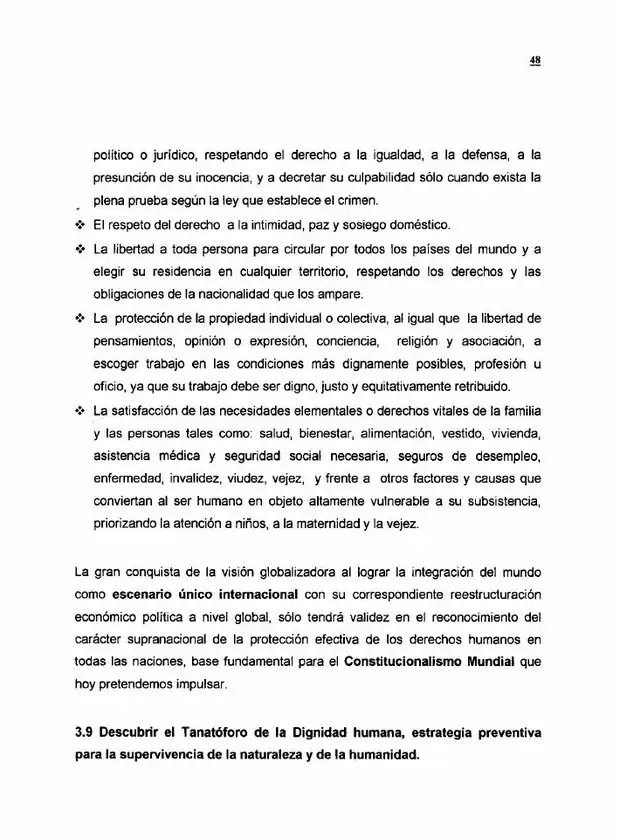 48
político o jurídico, respetando el derecho a la igualdad, a la defensa, a la
presunción de su inocencia, y a decretar su culpabilidad sólo cuando exista la
plena prueba según la ley que establece el crimen.
❖ El respeto del derecho a la intimidad, paz y sosiego doméstico.
❖ La libertad a toda persona para circular por todos los países del mundo y a
elegir su residencia en cualquier territorio, respetando los derechos y las
obligaciones de la nacionalidad que los ampare.
❖ La protección de la propiedad individual o colectiva, al igual que la libertad de
pensamientos, opinión o expresión, conciencia, religión y asociación, a
escoger trabajo en las condiciones más dignamente posibles, profesión u
oficio, ya que su trabajo debe ser digno, justo y equitativamente retribuido.
❖ La satisfacción de las necesidades elementales o derechos vitales de la familia
y las personas tales como: salud, bienestar, alimentación, vestido, vivienda,
asistencia médica y seguridad social necesaria, seguros de desempleo,
enfermedad, invalidez, viudez, vejez, y frente a otros factores y causas que
conviertan al ser humano en objeto altamente vulnerable a su subsistencia,
priorizando la atención a niños, a la maternidad y la vejez.
La gran conquista de la visión globalizadora al lograr la integración del mundo
como escenario único internacional con su correspondiente reestructuración
económico política a nivel global, sólo tendrá validez en el reconocimiento del
carácter supranacional de la protección efectiva de los derechos humanos en
todas las naciones, base fundamental para el Constitucionalismo Mundial que
hoy pretendemos impulsar.
3.9 Descubrir el Tanatóforo de la Dignidad humana, estrategia preventiva
para la supervivencia de la naturaleza y de la humanidad.